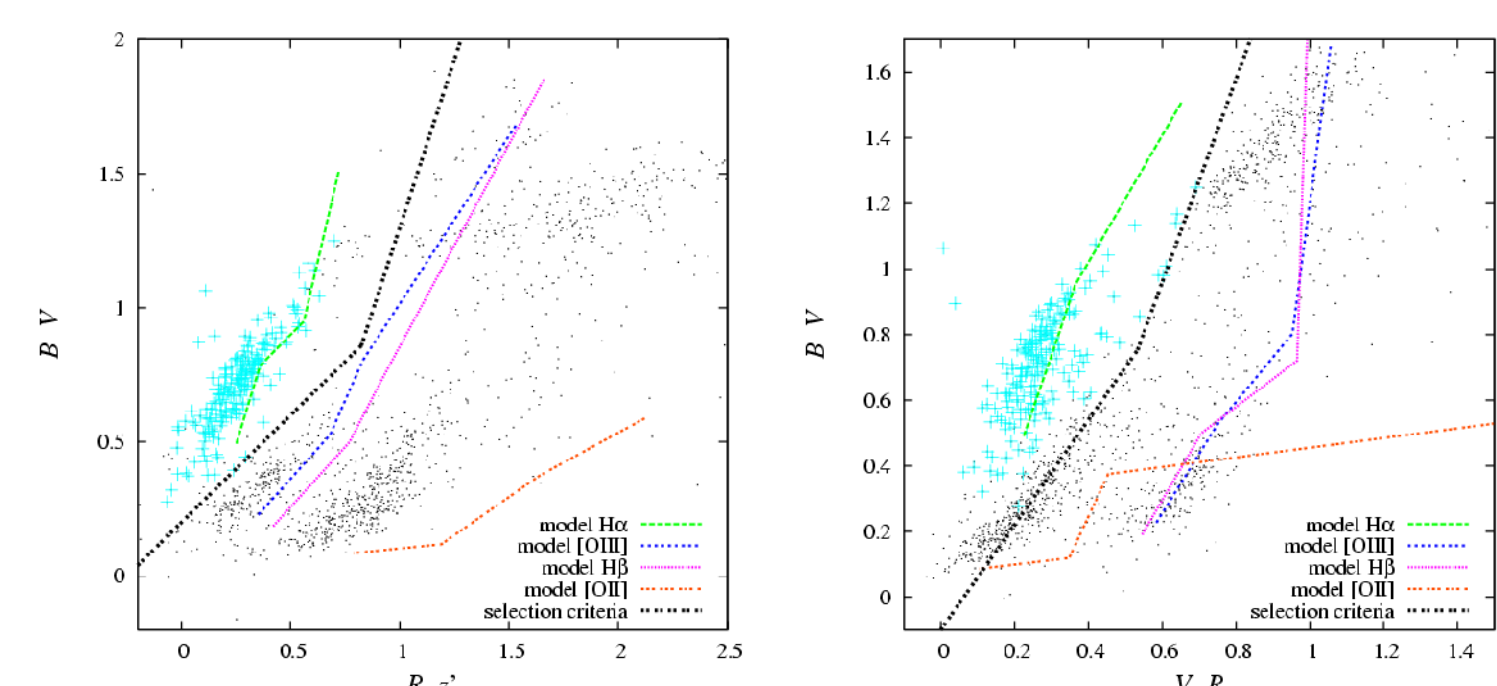 2
1.5
1
0.5
0
B V
model Hα
model [OIII]
model Hβ
model [OII]
selection criteria
0 0.5 1 1.5 2 2.5
R z'
1.6
1.4
1.2
1
0.8
0.6
0.4
0.2
0
B V
model Hα
model [OIII]
model Hβ
model [OII]
selection criteria
0 0.2 0.4 0.6 0.8 1 1.2 1.4
V R